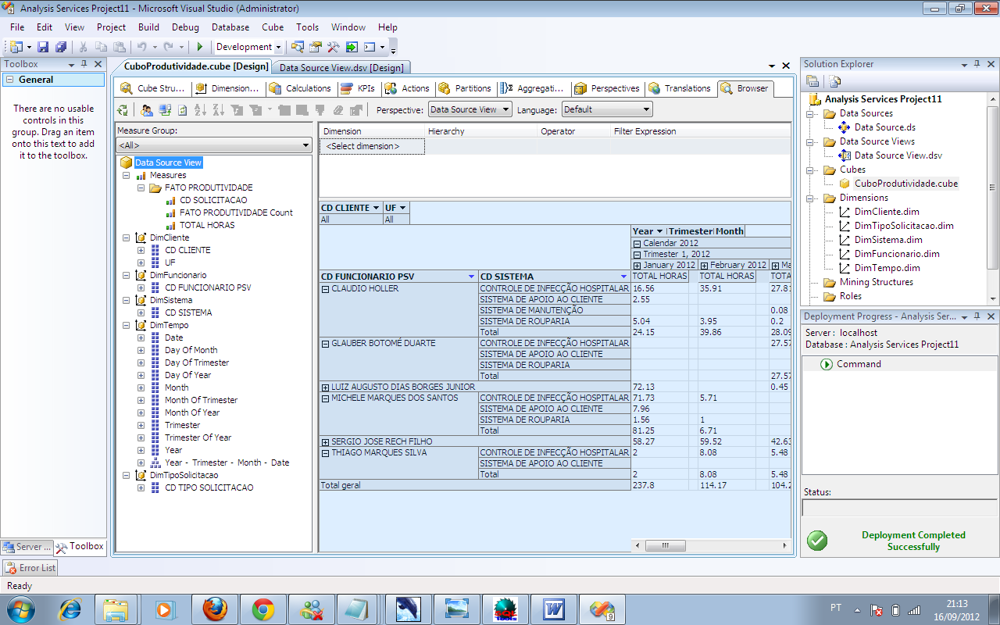 Analysis Services Project11 - Microsoft Visual Studio (Administrator)
File Edit View Project Build Debug Database Cube Tools Window Help
Development
Toolbox
General
There are no usable
controls in this
group. Drag an item
onto this text to add
it to the toolbox.
Server ... Toolbox
Error List
Ready
CuboProdutividade.cube [Design] Data Source View.dsv [Design]
Cube Stru... Dimension... Calculations KPIs Actions Partitions Aggregati... Perspectives Translations Browser
Perspective: Data Source View Language: Default
Measure Group:
<All>
Data Source View
Measures
FATO PRODUTIVIDADE
CD SOLICITACAO
FATO PRODUTIVIDADE Count
TOTAL HORAS
DimCliente
CD CLIENTE
UF
DimFuncionario
CD FUNCIONARIO PSV
DimSistema
CD SISTEMA
DimTempo
Date
Day Of Month
Day Of Trimester
Day Of Year
Month
Month Of Trimester
Month Of Year
Trimester
Trimester Of Year
Year
Year - Trimester - Month - Date
DimTipoSolicitacao
CD TIPO SOLICITACAO
Dimension Hierarchy Operator Filter Expression
<Select dimension>
CD CLIENTE UF
All All
Year Trimester Month
Calendar 2012
Trimester 1, 2012
January 2012 February 2012 Ma
CD FUNCIONARIO PSV CD SISTEMA TOTAL HORAS TOTAL HORAS TOTA
CLAUDIO HOLLER CONTROLE DE INFECÇÃO HOSPITALAR 16.56 35.91 27.81
SISTEMA DE APOIO AO CLIENTE 2.55
SISTEMA DE MANUTENÇÃO 0.08
SISTEMA DE ROUPARIA 5.04 3.95 0.2
Total 24.15 39.86 28.09
GLAUBER BOTOMÉ DUARTE CONTROLE DE INFECÇÃO HOSPITALAR 27.57
SISTEMA DE APOIO AO CLIENTE
SISTEMA DE ROUPARIA
Total 27.57
LUIZ AUGUSTO DIAS BORGES JUNIOR 72.13 0.45
MICHELE MARQUES DOS SANTOS CONTROLE DE INFECÇÃO HOSPITALAR 71.73 5.71
SISTEMA DE APOIO AO CLIENTE 7.96
SISTEMA DE ROUPARIA 1.56 1
Total 81.25 6.71
SERGIO JOSE RECH FILHO 58.27 59.52 42.63
THIAGO MARQUES SILVA CONTROLE DE INFECÇÃO HOSPITALAR 2 8.08 5.48
SISTEMA DE APOIO AO CLIENTE
Total 2 8.08 5.48
Total geral 237.8 114.17 104.2
Solution Explorer
Analysis Services Project11
Data Sources
Data Source.ds
Data Source Views
Data Source View.dsv
Cubes
CuboProdutividade.cube
Dimensions
DimCliente.dim
DimTipoSolicitacao.dim
DimSistema.dim
DimFuncionario.dim
DimTempo.dim
Mining Structures
Roles
Deployment Progress - Analysis Ser...
Server : localhost
Database : Analysis Services Project11
Command
Status:
Deployment Completed
Successfully
PT 21:13
16/09/2012